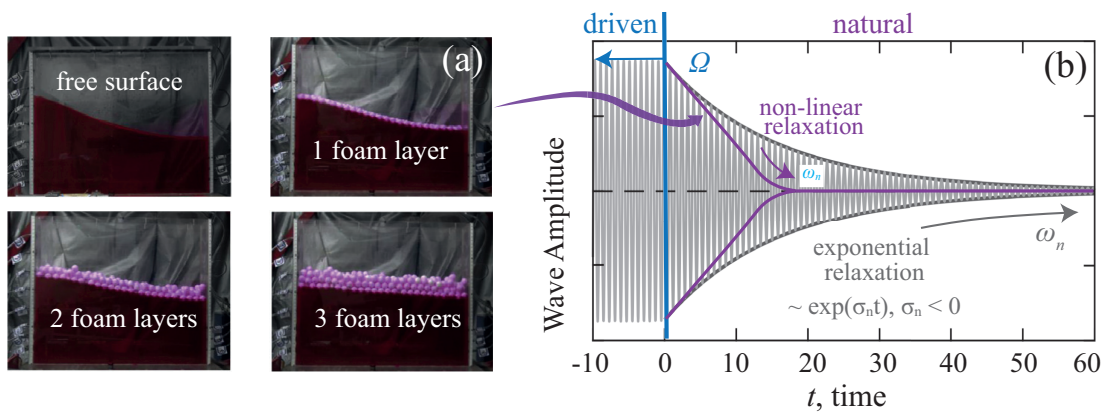 free surface
(a)
1 foam layer
2 foam layers
3 foam layers
driven
natural
(b)
Ω
non-linear
relaxation
ωn
exponential
relaxation
ωn
~ exp(σnt), σn < 0
Wave Amplitude
-10 0 10 20 30 40 50 60
t, time